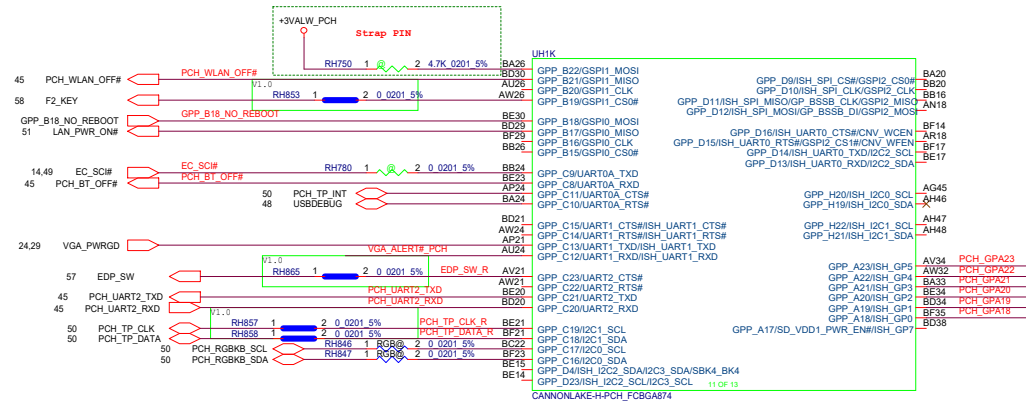 +3VALW_PCH
Strap PIN
UH1K
RH750 1 @ 2 4.7K_0201_5% BA26 GPP_B22/GSPI1_MOSI
45 PCH_WLAN_OFF# PCH_WLAN_OFF# BD30 GPP_B21/GSPI1_MISO
V1.0 AU26 GPP_B20/GSPI1_CLK
58 F2_KEY RH853 1 2 0_0201_5% AW26 GPP_B19/GSPI1_CS0#
GPP_B18_NO_REBOOT GPP_B18_NO_REBOOT BE30 GPP_B18/GSPI0_MOSI
51 LAN_PWR_ON# BD29 GPP_B17/GSPI0_MISO
BF29 GPP_B16/GSPI0_CLK
BB26 GPP_B15/GSPI0_CS0#
14,49 EC_SCI# EC_SCI# RH780 1 @ 2 0_0201_5% BB24 GPP_C9/UART0A_TXD
45 PCH_BT_OFF# PCH_BT_OFF# BE23 GPP_C8/UART0A_RXD
50 PCH_TP_INT AP24 GPP_C11/UART0A_CTS#
48 USBDEBUG BA24 GPP_C10/UART0A_RTS#
BD21 GPP_C15/UART1_CTS#/ISH_UART1_CTS#
AW24 GPP_C14/UART1_RTS#/ISH_UART1_RTS#
24,29 VGA_PWRGD AP21 GPP_C13/UART1_TXD/ISH_UART1_TXD
VGA_ALERT#_PCH AU24 GPP_C12/UART1_RXD/ISH_UART1_RXD
V1.0
57 EDP_SW RH865 1 2 0_0201_5% EDP_SW_R AV21 GPP_C23/UART2_CTS#
AW21 GPP_C22/UART2_RTS#
45 PCH_UART2_TXD PCH_UART2_TXD BE20 GPP_C21/UART2_TXD
45 PCH_UART2_RXD PCH_UART2_RXD BD20 GPP_C20/UART2_RXD
V1.0
50 PCH_TP_CLK RH857 1 2 0_0201_5% PCH_TP_CLK_R BE21 GPP_C19/I2C1_SCL
50 PCH_TP_DATA RH858 1 2 0_0201_5% PCH_TP_DATA_R BF21 GPP_C18/I2C1_SDA
50 PCH_RGBKB_SCL RH846 1 RGB@ 2 0_0201_5% BC22 GPP_C17/I2C0_SCL
50 PCH_RGBKB_SDA RH847 1 RGB@ 2 0_0201_5% BF23 GPP_C16/I2C0_SDA
BE15 GPP_D4/ISH_I2C2_SDA/I2C3_SDA/SBK4_BK4
BE14 GPP_D23/ISH_I2C2_SCL/I2C3_SCL
GPP_D9/ISH_SPI_CS#/GSPI2_CS0# BA20
GPP_D10/ISH_SPI_CLK/GSPI2_CLK BB20
GPP_D11/ISH_SPI_MISO/GP_BSSB_CLK/GSPI2_MISO BB16
GPP_D12/ISH_SPI_MOSI/GP_BSSB_DI/GSPI2_MOSI AN18
GPP_D16/ISH_UART0_CTS#/CNV_WCEN BF14
GPP_D15/ISH_UART0_RTS#/GSPI2_CS1#/CNV_WFEN AR18
GPP_D14/ISH_UART0_TXD/I2C2_SCL BF17
GPP_D13/ISH_UART0_RXD/I2C2_SDA BE17
GPP_H20/ISH_I2C0_SCL AG45
GPP_H19/ISH_I2C0_SDA AH46
GPP_H22/ISH_I2C1_SCL AH47
GPP_H21/ISH_I2C1_SDA AH48
GPP_A23/ISH_GP5 AV34 PCH_GPA23
GPP_A22/ISH_GP4 AW32 PCH_GPA22
GPP_A21/ISH_GP3 BA33 PCH_GPA21
GPP_A20/ISH_GP2 BE34 PCH_GPA20
GPP_A19/ISH_GP1 BD34 PCH_GPA19
GPP_A18/ISH_GP0 BF35 PCH_GPA18
GPP_A17/SD_VDD1_PWR_EN#/ISH_GP7 BD38
11 OF 13
CANNONLAKE-H-PCH_FCBGA874